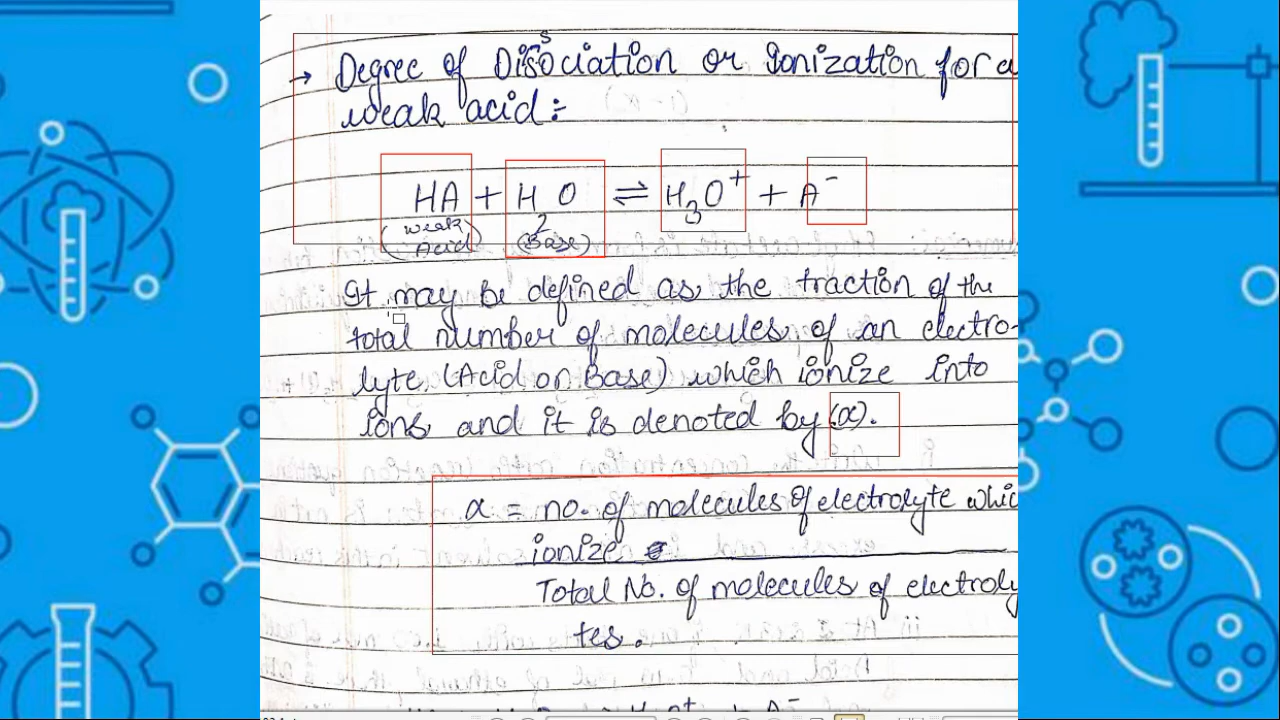 → Degree of Dissociation or Ionization for a
weak acid:
HA + H2O ⇌ H3O+ + A-
(weak Acid) (Base)
It may be defined as the fraction of the
total number of molecules of an electro-
lyte (Acid or Base) which ionize into
ions and it is denoted by (α).
α = no. of molecules of electrolyte whic
ionize
Total No. of molecules of electroly
tes.